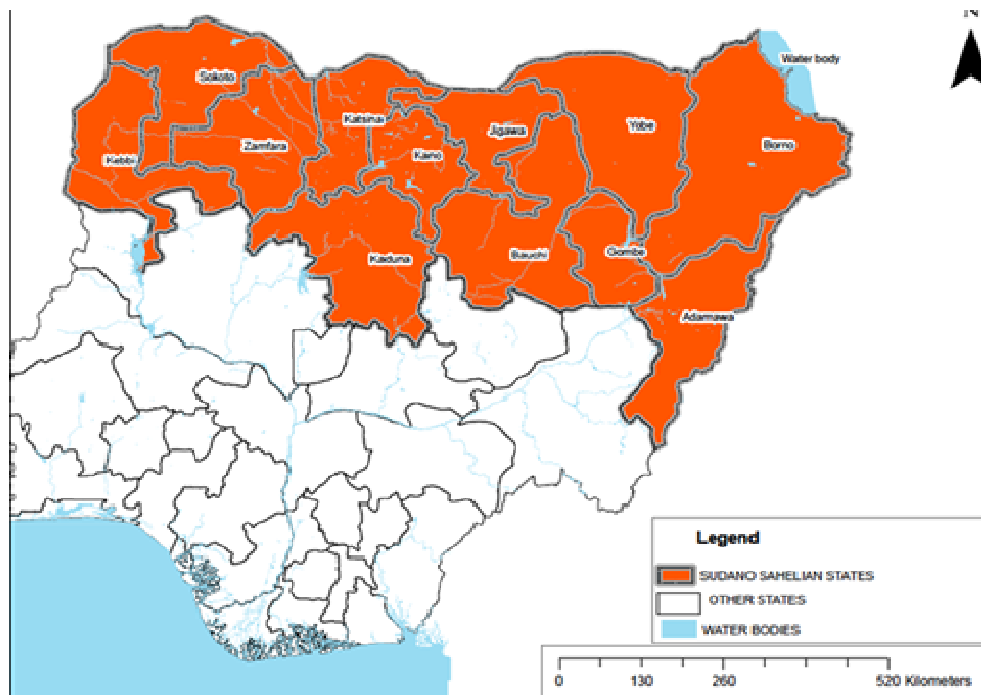 N
Sokoto
Water body
Katsinai
Jigawa
Yobe
Zamfara
Kano
Borno
Kebbi
Kaduna
Bauchi
Gombe
Adamawa
Legend
SUDANO SAHELIAN STATES
OTHER STATES
WATER BODIES
0 130 260 520 Kilometers